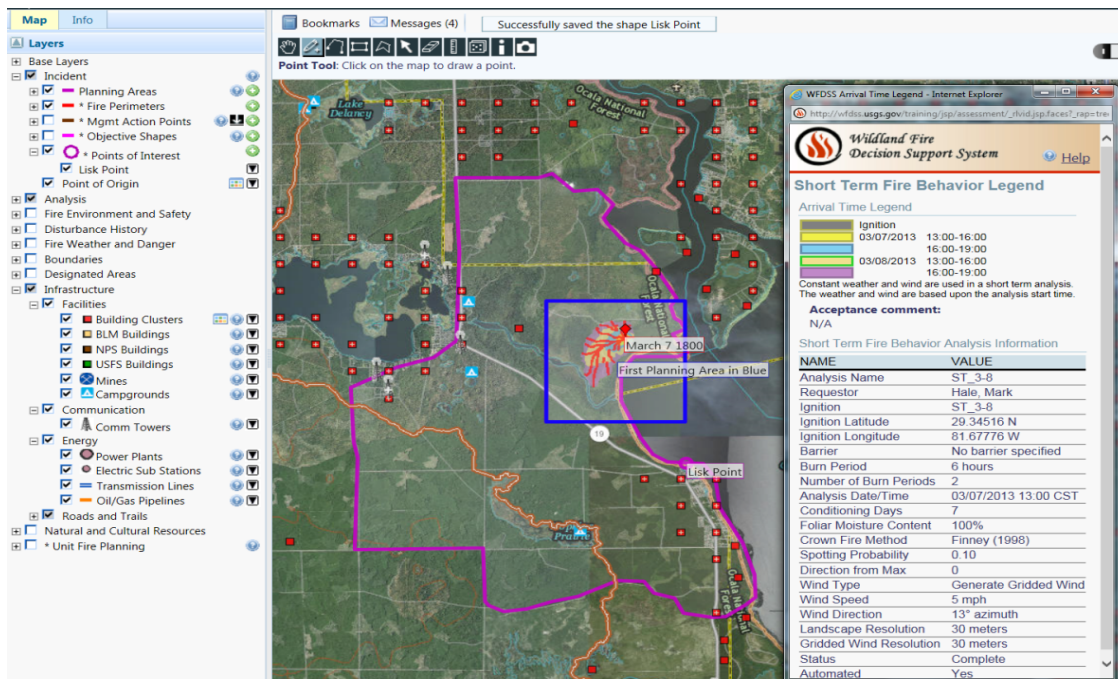 Map Info
Layers
Base Layers
Incident
Planning Areas
* Fire Perimeters
* Mgmt Action Points
* Objective Shapes
* Points of Interest
Lisk Point
Point of Origin
Analysis
Fire Environment and Safety
Disturbance History
Fire Weather and Danger
Boundaries
Designated Areas
Infrastructure
Facilities
Building Clusters
BLM Buildings
NPS Buildings
USFS Buildings
Mines
Campgrounds
Communication
Comm Towers
Energy
Power Plants
Electric Sub Stations
Transmission Lines
Oil/Gas Pipelines
Roads and Trails
Natural and Cultural Resources
* Unit Fire Planning
Bookmarks Messages (4) Successfully saved the shape Lisk Point
Point Tool: Click on the map to draw a point.
Lake
Delancy
Ocala National
Forest
Ocala National
Forest
March 7 1800
First Planning Area in Blue
19
Lisk Point
Prairie
Ocala National
Forest
WFDSS Arrival Time Legend - Internet Explorer
http://wfdss.usgs.gov/training/jsp/assessment/_rlvid.jsp.faces?_rap=tre
Wildland Fire
Decision Support System Help
Short Term Fire Behavior Legend
Arrival Time Legend
Ignition
03/07/2013 13:00-16:00
16:00-19:00
03/08/2013 13:00-16:00
16:00-19:00
Constant weather and wind are used in a short term analysis.
The weather and wind are based upon the analysis start time.
Acceptance comment:
N/A
Short Term Fire Behavior Analysis Information
NAME VALUE
Analysis Name ST_3-8
Requestor Hale, Mark
Ignition ST_3-8
Ignition Latitude 29.34516 N
Ignition Longitude 81.67776 W
Barrier No barrier specified
Burn Period 6 hours
Number of Burn Periods 2
Analysis Date/Time 03/07/2013 13:00 CST
Conditioning Days 7
Foliar Moisture Content 100%
Crown Fire Method Finney (1998)
Spotting Probability 0.10
Direction from Max 0
Wind Type Generate Gridded Wind
Wind Speed 5 mph
Wind Direction 13° azimuth
Landscape Resolution 30 meters
Gridded Wind Resolution 30 meters
Status Complete
Automated Yes